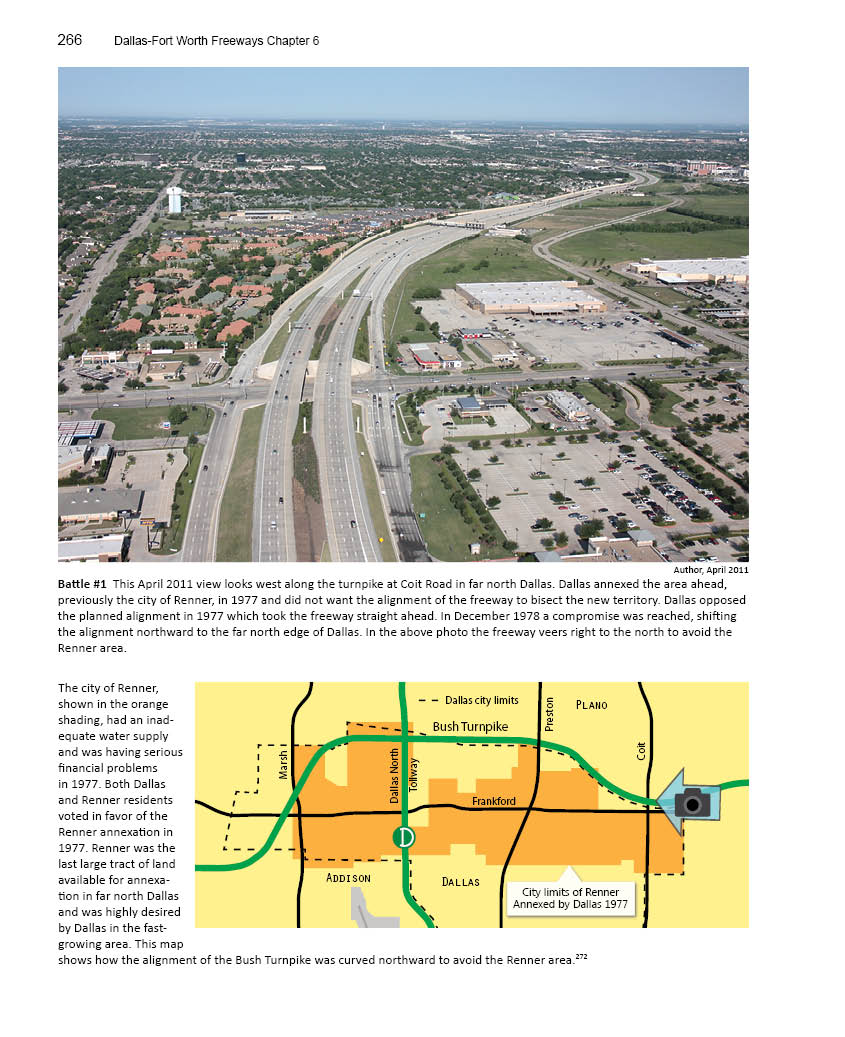 266 Dallas-Fort Worth Freeways Chapter 6
Author, April 2011
Battle #1 This April 2011 view looks west along the turnpike at Coit Road in far north Dallas. Dallas annexed the area ahead,
previously the city of Renner, in 1977 and did not want the alignment of the freeway to bisect the new territory. Dallas opposed
the planned alignment in 1977 which took the freeway straight ahead. In December 1978 a compromise was reached, shifting
the alignment northward to the far north edge of Dallas. In the above photo the freeway veers right to the north to avoid the
Renner area.
The city of Renner,
shown in the orange
shading, had an inad-
equate water supply
and was having serious
financial problems
in 1977. Both Dallas
and Renner residents
voted in favor of the
Renner annexation in
1977. Renner was the
last large tract of land
available for annexa-
tion in far north Dallas
and was highly desired
by Dallas in the fast-
growing area. This map
shows how the alignment of the Bush Turnpike was curved northward to avoid the Renner area.272
Dallas city limits
Bush Turnpike
Preston
PLANO
Coit
Marsh
Dallas North
Tollway
Frankford
D
ADDISON
DALLAS
City limits of Renner
Annexed by Dallas 1977